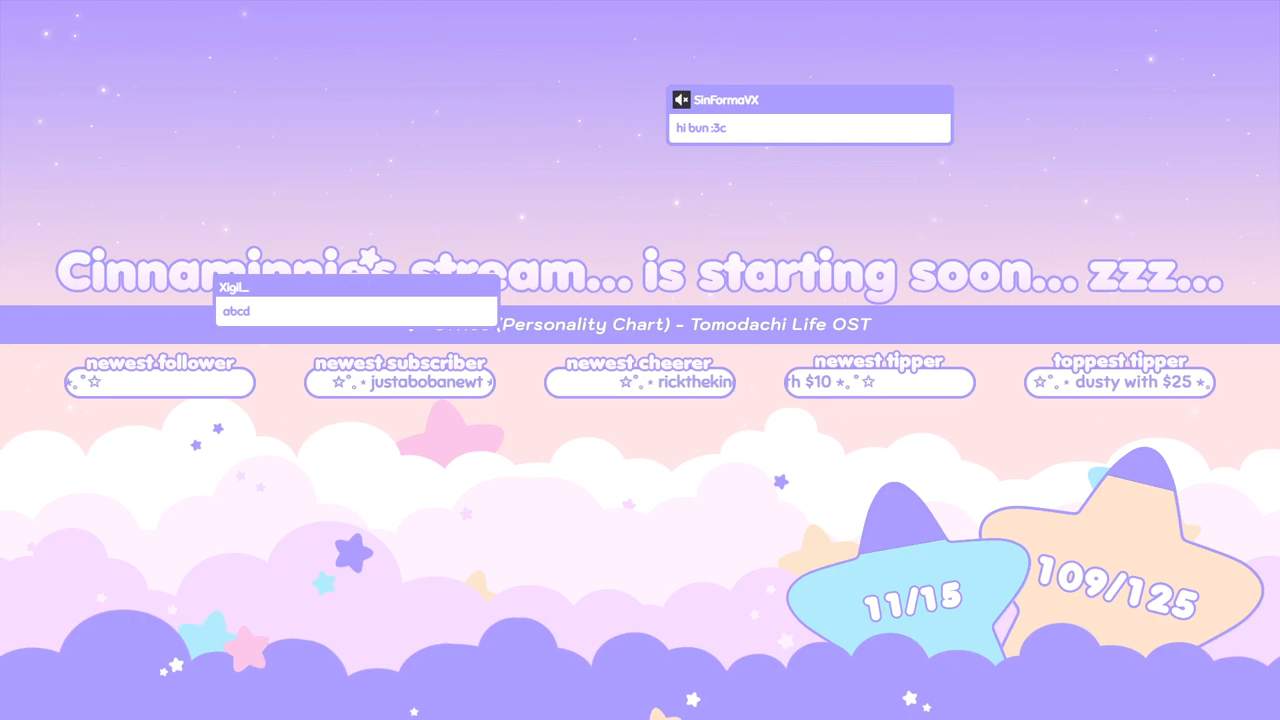 SinFormaVX
hi bun :3c
Cinnaminnie's stream... is starting soon... zzz...
Xigil_
abcd
(Personality Chart) - Tomodachi Life OST
newest follower
newest subscriber
newest cheerer
newest tipper
toppest tipper
justabobanewt
ricktheking
$10
dusty with $25
11/15
109/125